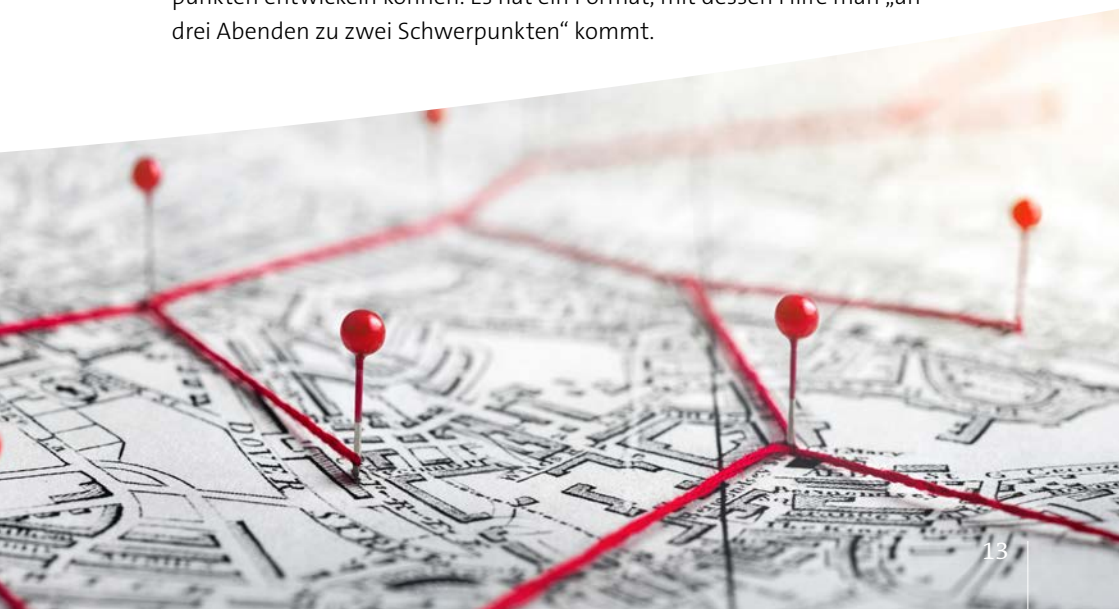 punkten entwickeln können. Es hat ein Format, mit dessen Hilfe man „an
drei Abenden zu zwei Schwerpunkten“ kommt.
DOTER
13